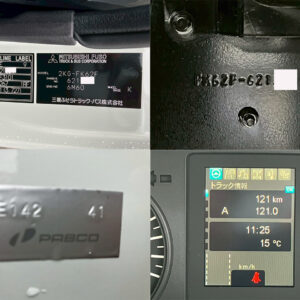 LINE LABEL
MITSUBISHI FUSO
TRUCK & BUS CORPORATION
2KG-FK62F
621
6M60
K
三菱ふそうトラック・バス株式会社
FK62F-621
E142 41
PABCO
トラック情報
121 km
A 121.0
11:25
15 ℃
km/h